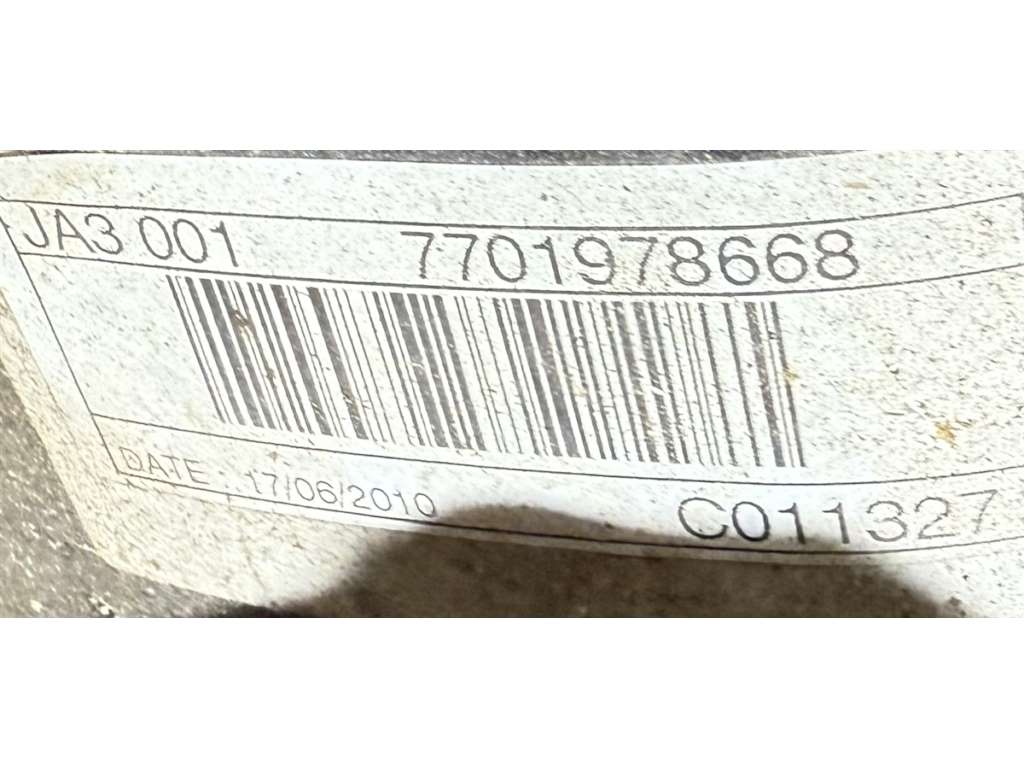 JA3 001 7701978668
DATE : 17/06/2010 C011327